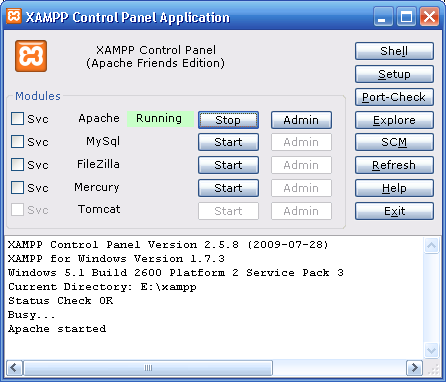 XAMPP Control Panel Application
XAMPP Control Panel
(Apache Friends Edition)
Shell
Setup
Port-Check
Explore
SCM
Refresh
Help
Exit
Modules
Svc Apache Running Stop Admin
Svc MySql Start Admin
Svc FileZilla Start Admin
Svc Mercury Start Admin
Svc Tomcat Start Admin
XAMPP Control Panel Version 2.5.8 (2009-07-28)
XAMPP for Windows Version 1.7.3
Windows 5.1 Build 2600 Platform 2 Service Pack 3
Current Directory: E:\xampp
Status Check OK
Busy...
Apache started